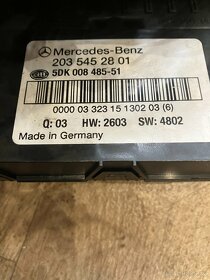 Mercedes-Benz
203 545 28 01
HELLA 5DK 008 485-51
0000 03 323 15 1302 03 (6)
Q: 03 HW: 2603 SW: 4802
Made in Germany